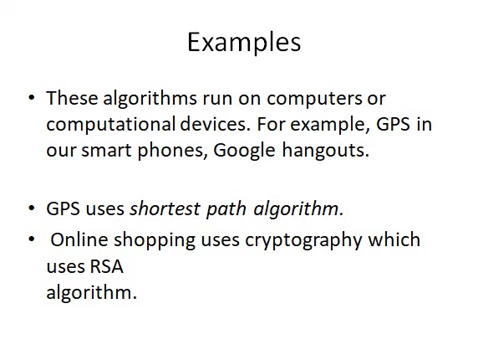 Examples
• These algorithms run on computers or
computational devices. For example, GPS in
our smart phones, Google hangouts.
• GPS uses shortest path algorithm.
• Online shopping uses cryptography which
uses RSA
algorithm.